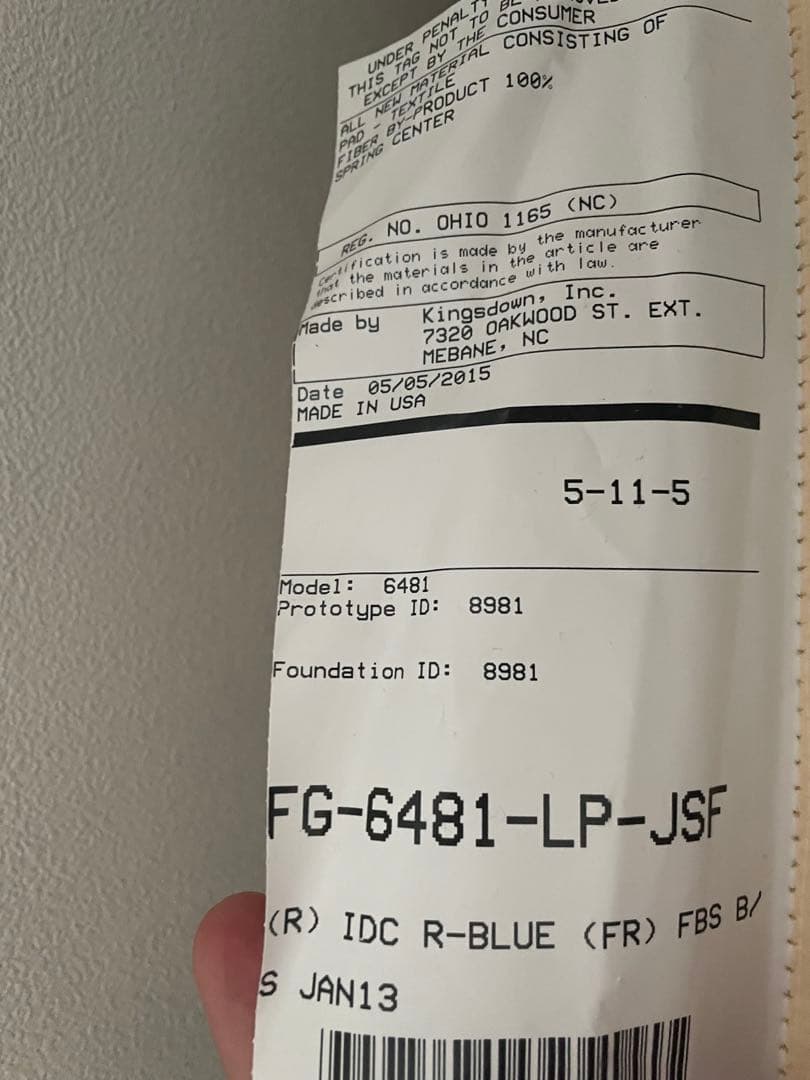 UNDER PENALTY
THIS TAG NOT TO BE
EXCEPT BY THE CONSUMER
ALL NEW MATERIAL CONSISTING OF
PAD - TEXTILE
FIBER BY-PRODUCT 100%
SPRING CENTER
REG. NO. OHIO 1165 (NC)
Certification is made by the manufacturer
that the materials in the article are
described in accordance with law.
Made by Kingsdown, Inc.
7320 OAKWOOD ST. EXT.
MEBANE, NC
Date 05/05/2015
MADE IN USA
5-11-5
Model: 6481
Prototype ID: 8981
Foundation ID: 8981
FG-6481-LP-JSF
(R) IDC R-BLUE (FR) FBS B/
S JAN13